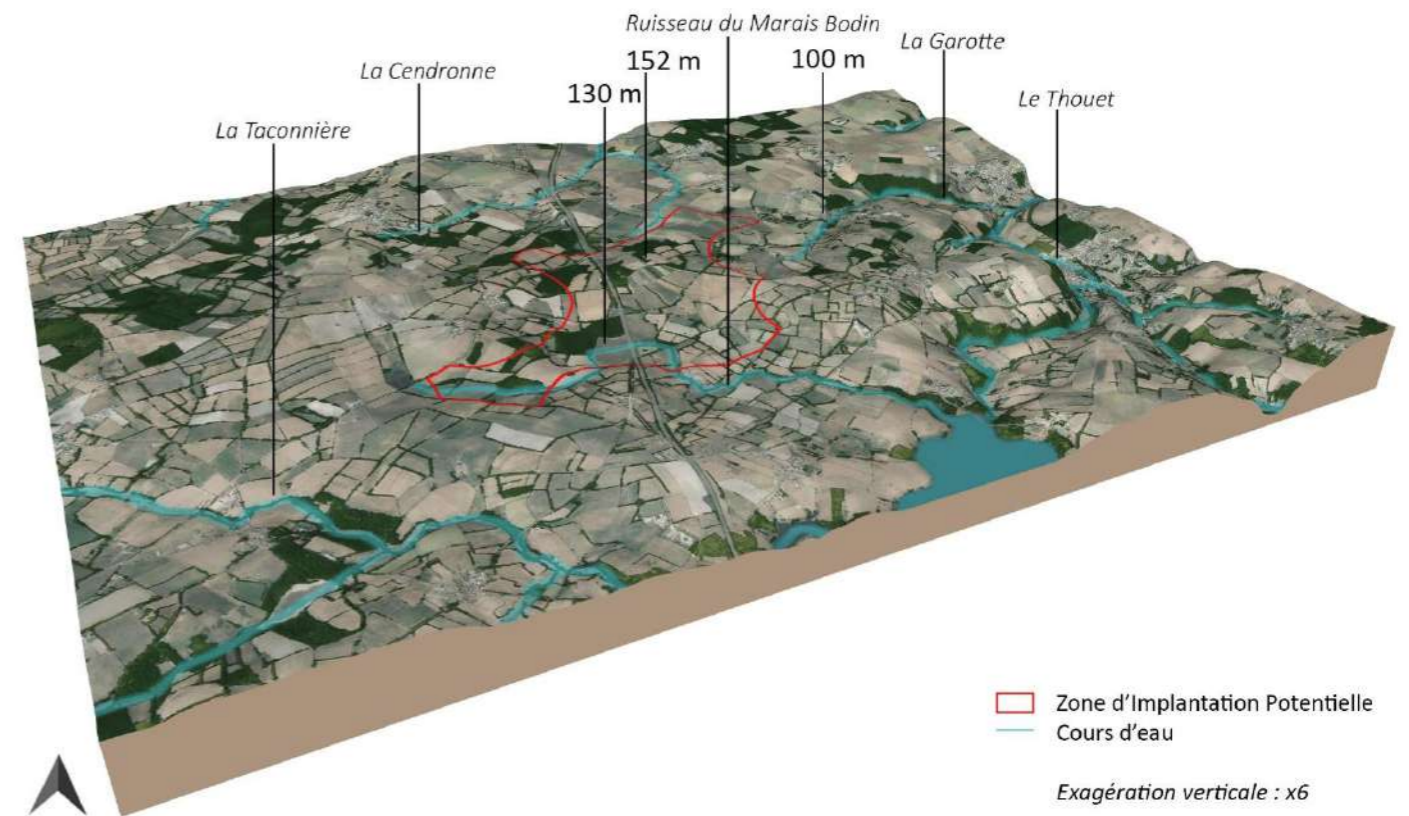 Ruisseau du Marais Bodin
La Garotte
152 m
100 m
La Cendronne
130 m
Le Thouet
La Taconnière
Zone d'Implantation Potentielle
Cours d'eau
Exagération verticale : x6